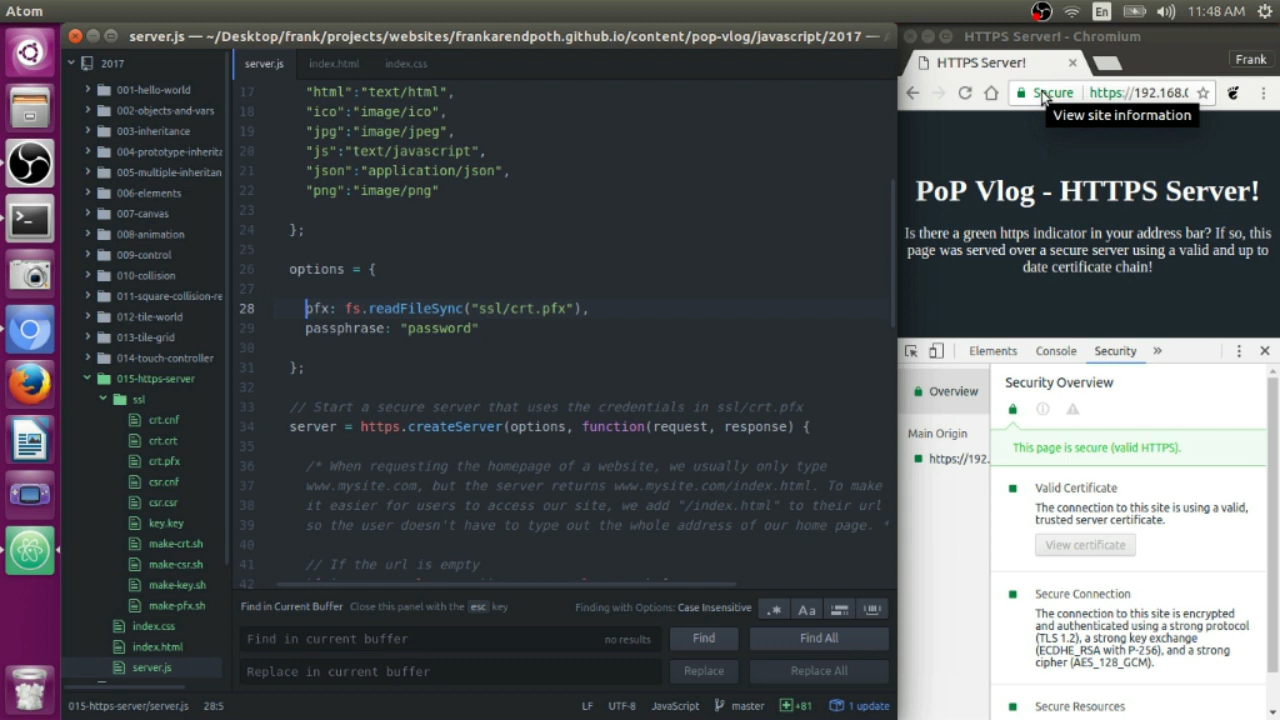 Atom
En
11:48 AM
server.js — ~/Desktop/frank/projects/websites/frankarendpoth.github.io/content/pop-vlog/javascript/2017 —
2017
001-hello-world
002-objects-and-vars
003-inheritance
004-prototype-inherita
005-multiple-inheritan
006-elements
007-canvas
008-animation
009-control
010-collision
011-square-collision-re
012-tile-world
013-tile-grid
014-touch-controller
015-https-server
ssl
crt.cnf
crt.crt
crt.pfx
csr.cnf
csr.csr
key.key
make-crt.sh
make-csr.sh
make-key.sh
make-pfx.sh
index.css
index.html
server.js
server.js index.html index.css
17 "html":"text/html",
18 "ico":"image/ico",
19 "jpg":"image/jpeg",
20 "js":"text/javascript",
21 "json":"application/json",
22 "png":"image/png"
23
24 };
25
26 options = {
27
28 pfx: fs.readFileSync("ssl/crt.pfx"),
29 passphrase: "password"
30
31 };
32
33 // Start a secure server that uses the credentials in ssl/crt.pfx
34 server = https.createServer(options, function(request, response) {
35
36 /* When requesting the homepage of a website, we usually only type
37 www.mysite.com, but the server returns www.mysite.com/index.html. To make
38 it easier for users to access our site, we add "/index.html" to their url
39 so the user doesn't have to type out the whole address of our home page. *
40
41 // If the url is empty
42
Find in Current Buffer Close this panel with the esc key Finding with Options: Case Insensitive .* Aa
Find in current buffer no results Find Find All
Replace in current buffer Replace Replace All
015-https-server/server.js 28:5 LF UTF-8 JavaScript master +81 1 update
HTTPS Server! - Chromium
HTTPS Server! Frank
Secure https://192.168.0
View site information
PoP Vlog - HTTPS Server!
Is there a green https indicator in your address bar? If so, this
page was served over a secure server using a valid and up to
date certificate chain!
Elements Console Security »
Overview
Main Origin
https://192.
Security Overview
This page is secure (valid HTTPS).
Valid Certificate
The connection to this site is using a valid,
trusted server certificate.
View certificate
Secure Connection
The connection to this site is encrypted
and authenticated using a strong protocol
(TLS 1.2), a strong key exchange
(ECDHE_RSA with P-256), and a strong
cipher (AES_128_GCM).
Secure Resources